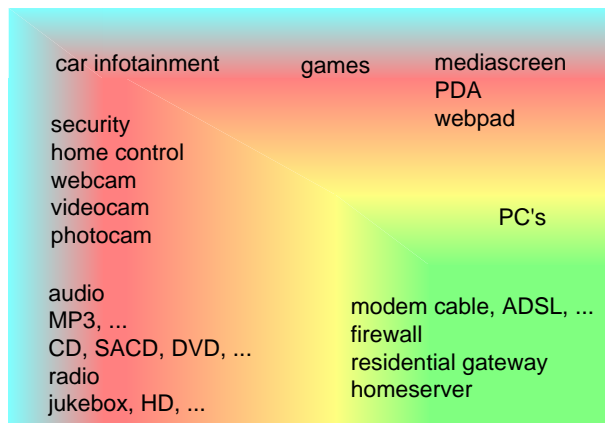 car infotainment
games
mediascreen
PDA
webpad
security
home control
webcam
videocam
photocam
PC's
audio
MP3, ...
CD, SACD, DVD, ...
radio
jukebox, HD, ...
modem cable, ADSL, ...
firewall
residential gateway
homeserver